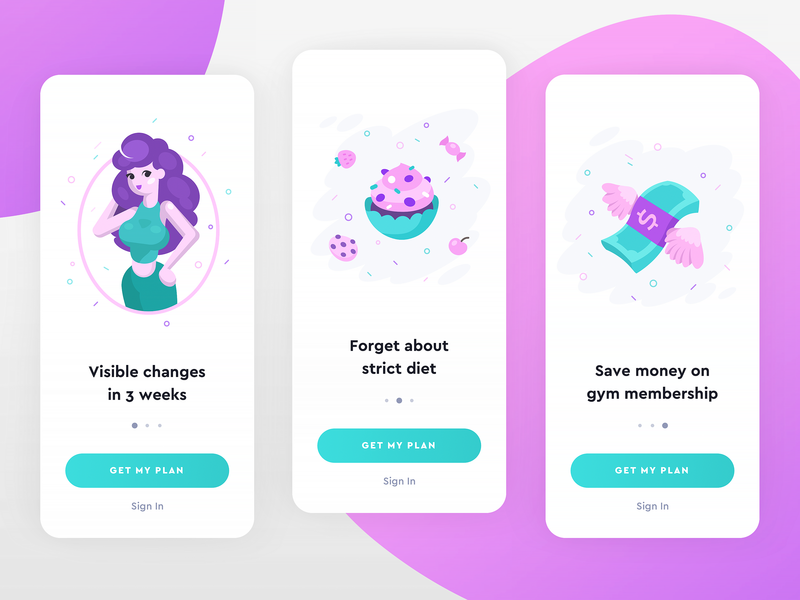 Visible changes
in 3 weeks
GET MY PLAN
Sign In
Forget about
strict diet
GET MY PLAN
Sign In
$
Save money on
gym membership
GET MY PLAN
Sign In